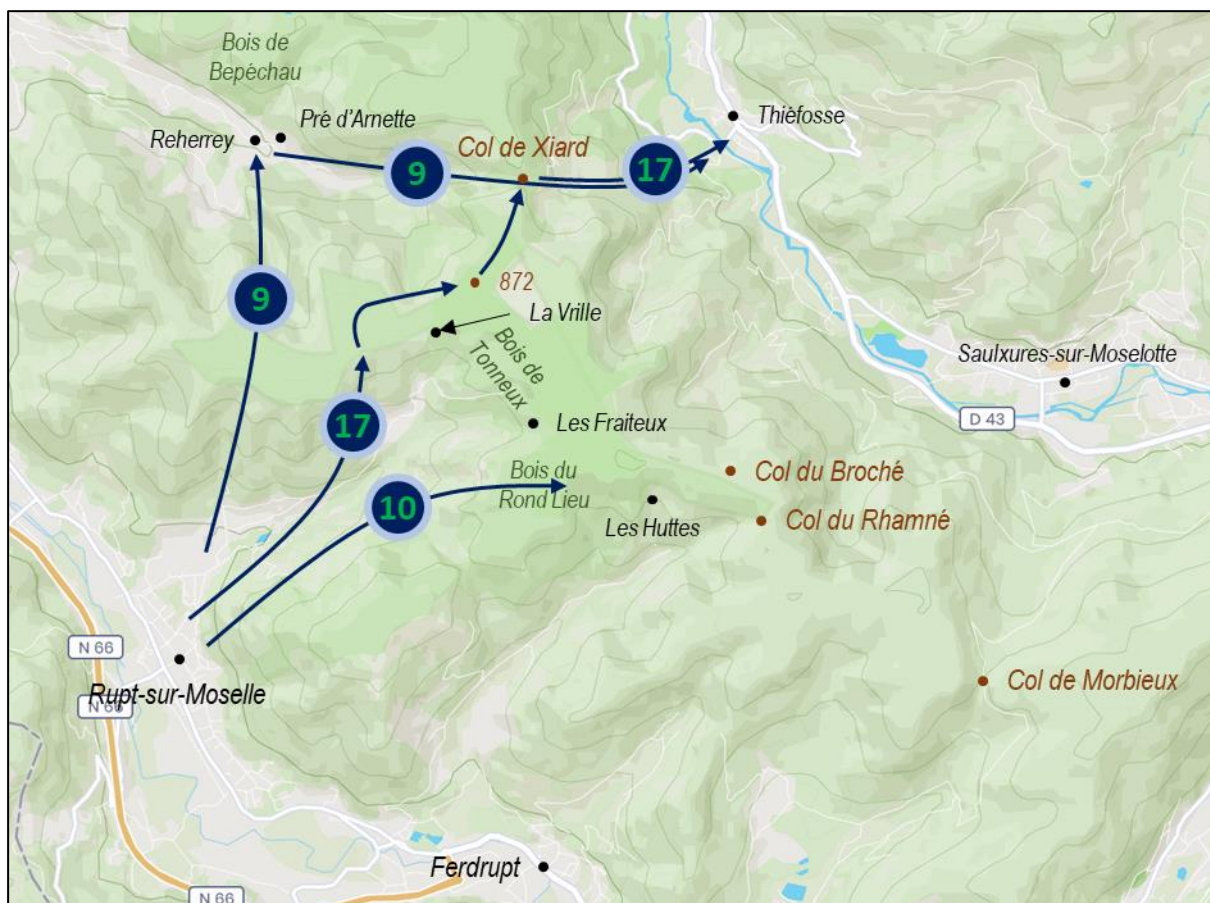 Bois de
Bepéchau
Pré d'Arnette
Reherrey
Thiéfosse
Col de Xiard
9
17
9
872
La Vrille
Bois de
Tonneux
Saulxures-sur-Moselotte
D 43
17
Les Fraiteux
Bois du
Rond Lieu
Col du Broché
10
Les Huttes
Col du Rhamné
N 66
Rupt-sur-Moselle
N 66
Col de Morbieux
Ferdrupt
N 66